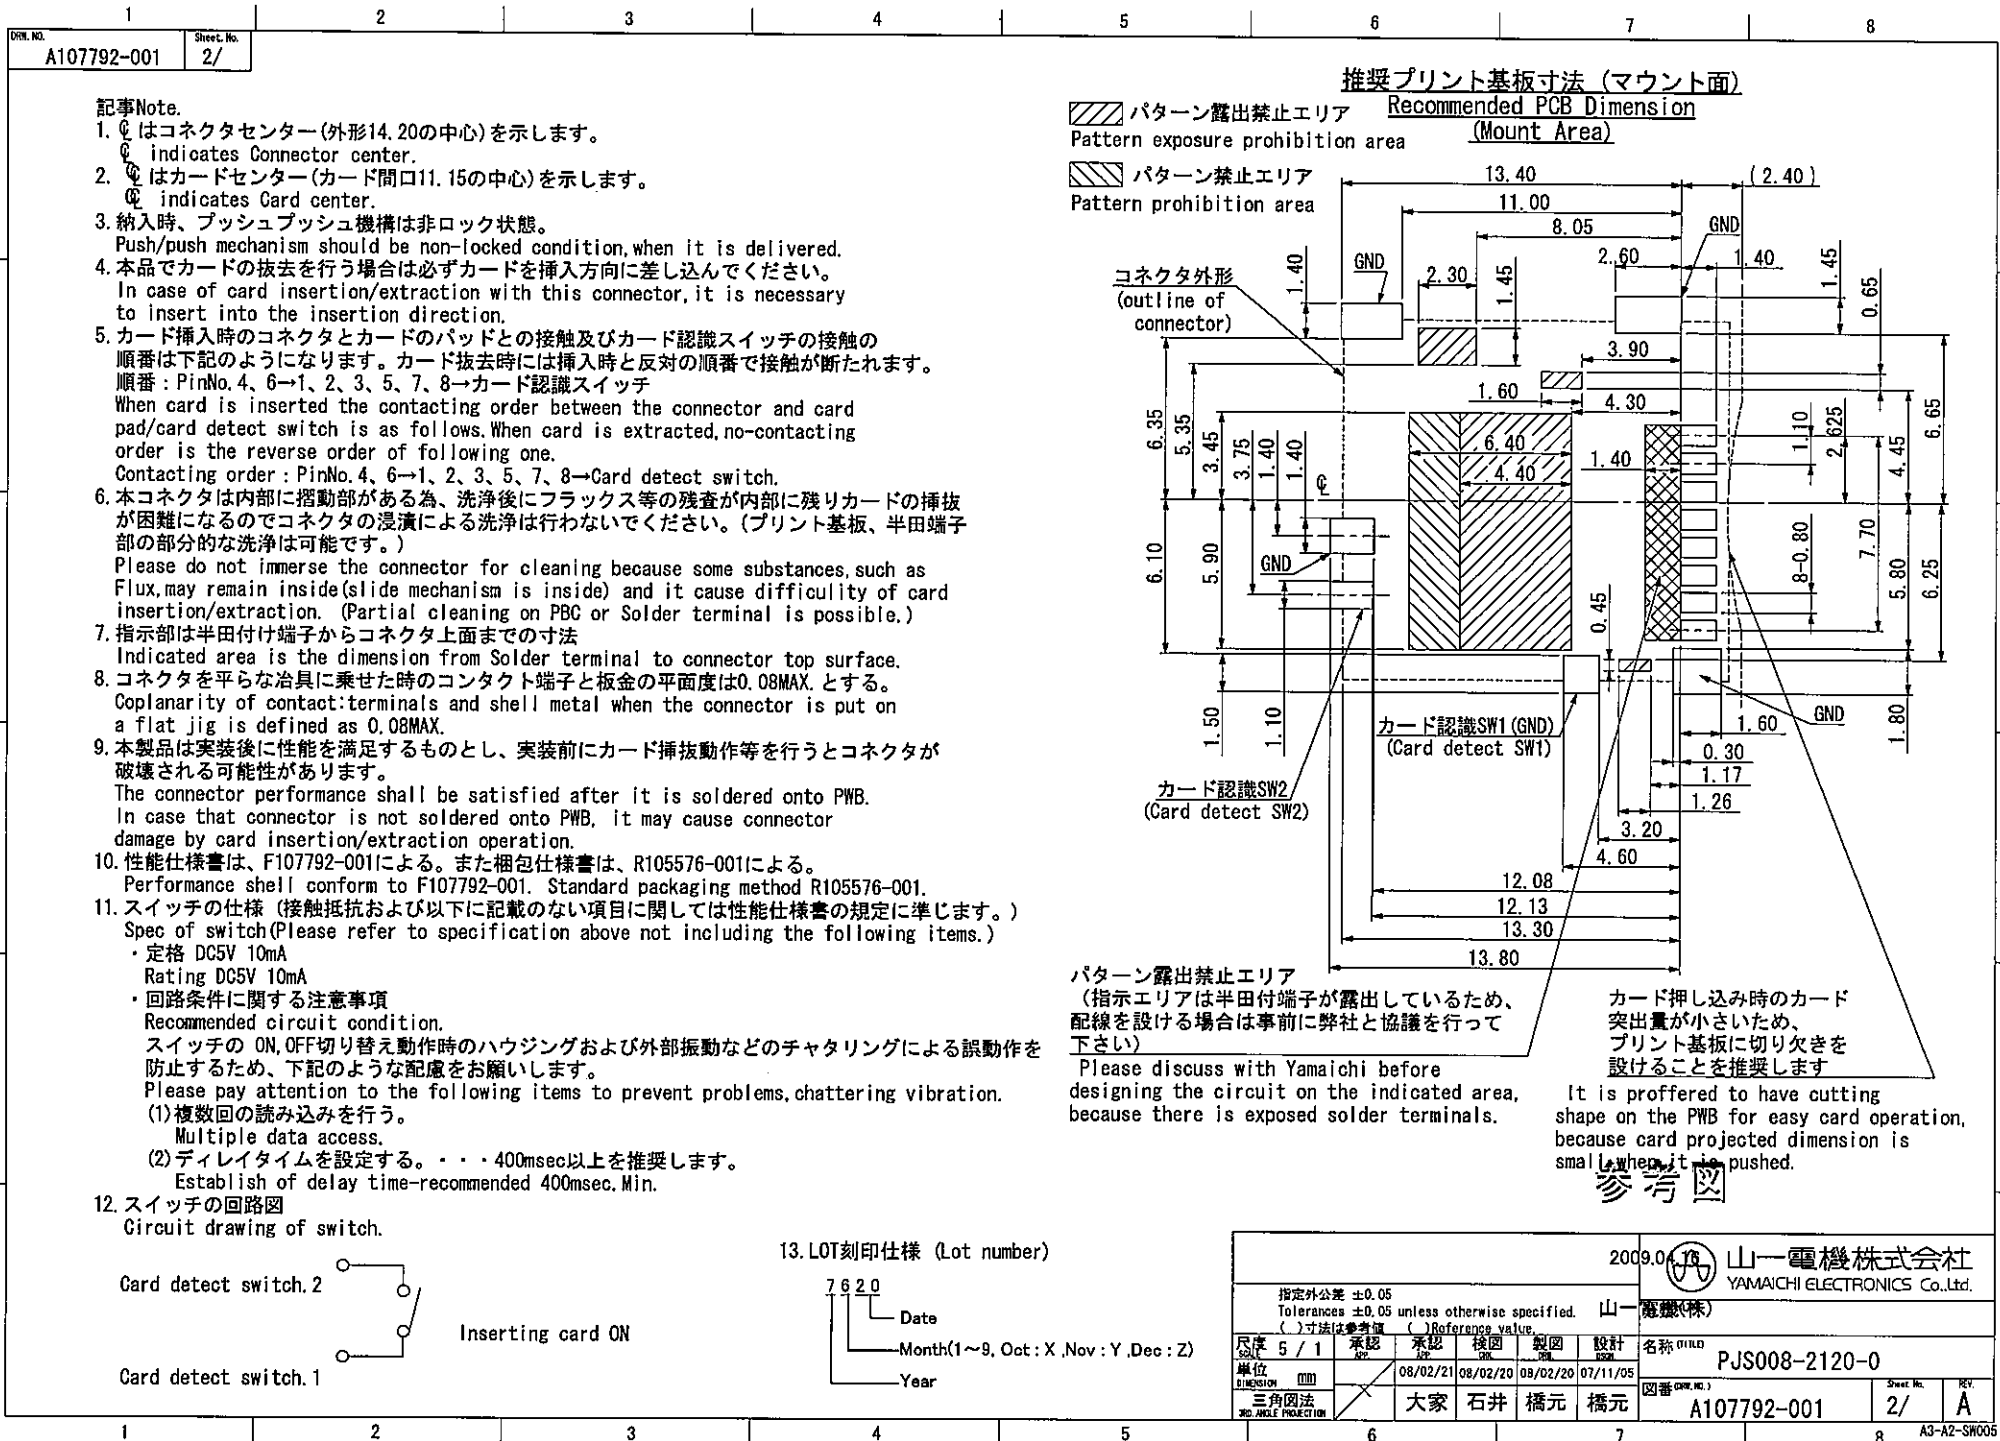 1 2 3 4 5 6 7 8
DRW. NO. A107792-001
Sheet. No. 2/
記事Note.
1. ℄ はコネクタセンター(外形14.20の中心)を示します。
℄ indicates Connector center.
2. ℄ はカードセンター(カード間口11.15の中心)を示します。
℄ indicates Card center.
3. 納入時、プッシュプッシュ機構は非ロック状態。
Push/push mechanism should be non-locked condition,when it is delivered.
4. 本品でカードの抜去を行う場合は必ずカードを挿入方向に差し込んでください。
In case of card insertion/extraction with this connector,it is necessary
to insert into the insertion direction.
5. カード挿入時のコネクタとカードのパッドとの接触及びカード認識スイッチの接触の
順番は下記のようになります。カード抜去時には挿入時と反対の順番で接触が断たれます。
順番：PinNo.4、6→1、2、3、5、7、8→カード認識スイッチ
When card is inserted the contacting order between the connector and card
pad/card detect switch is as follows.When card is extracted,no-contacting
order is the reverse order of following one.
Contacting order：PinNo.4、6→1、2、3、5、7、8→Card detect switch.
6. 本コネクタは内部に摺動部がある為、洗浄後にフラックス等の残査が内部に残りカードの挿抜
が困難になるのでコネクタの浸漬による洗浄は行わないでください。(プリント基板、半田端子
部の部分的な洗浄は可能です。)
Please do not immerse the connector for cleaning because some substances,such as
Flux,may remain inside(slide mechanism is inside) and it cause difficulity of card
insertion/extraction. (Partial cleaning on PBC or Solder terminal is possible.)
7. 指示部は半田付け端子からコネクタ上面までの寸法
Indicated area is the dimension from Solder terminal to connector top surface.
8. コネクタを平らな冶具に乗せた時のコンタクト端子と板金の平面度は0.08MAX.とする。
Coplanarity of contact:terminals and shell metal when the connector is put on
a flat jig is defined as 0.08MAX.
9. 本製品は実装後に性能を満足するものとし、実装前にカード挿抜動作等を行うとコネクタが
破壊される可能性があります。
The connector performance shall be satisfied after it is soldered onto PWB.
In case that connector is not soldered onto PWB, it may cause connector
damage by card insertion/extraction operation.
10. 性能仕様書は、F107792-001による。また梱包仕様書は、R105576-001による。
Performance shell conform to F107792-001. Standard packaging method R105576-001.
11. スイッチの仕様 (接触抵抗および以下に記載のない項目に関しては性能仕様書の規定に準じます。)
Spec of switch(Please refer to specification above not including the following items.)
・定格 DC5V 10mA
Rating DC5V 10mA
・回路条件に関する注意事項
Recommended circuit condition.
スイッチの ON,OFF切り替え動作時のハウジングおよび外部振動などのチャタリングによる誤動作を
防止するため、下記のような配慮をお願いします。
Please pay attention to the following items to prevent problems,chattering vibration.
(1)複数回の読み込みを行う。
Multiple data access.
(2)ディレイタイムを設定する。・・・400msec以上を推奨します。
Establish of delay time-recommended 400msec.Min.
12. スイッチの回路図
Circuit drawing of switch.
Card detect switch.2
Inserting card ON
Card detect switch.1
13.LOT刻印仕様 (Lot number)
7 6 2 0
Date
Month(1～9, Oct：X ,Nov：Y ,Dec：Z)
Year
推奨プリント基板寸法 (マウント面)
Recommended PCB Dimension
(Mount Area)
パターン露出禁止エリア
Pattern exposure prohibition area
パターン禁止エリア
Pattern prohibition area
13.40
(2.40)
11.00
8.05
GND
2.60
1.40
1.45
0.65
コネクタ外形
(outline of
connector)
1.40
GND
2.30
1.45
3.90
1.60
4.30
6.35
5.35
3.45
3.75
1.40
1.40
℄
6.40
4.40
1.40
1.10
2.625
4.45
6.65
6.10
5.90
GND
0.45
8-0.80
7.70
5.80
6.25
1.50
1.10
カード認識SW1(GND)
(Card detect SW1)
GND
1.60
1.80
0.30
1.17
1.26
カード認識SW2
(Card detect SW2)
3.20
4.60
12.08
12.13
13.30
13.80
パターン露出禁止エリア
(指示エリアは半田付端子が露出しているため、
配線を設ける場合は事前に弊社と協議を行って
下さい)
Please discuss with Yamaichi before
designing the circuit on the indicated area,
because there is exposed solder terminals.
カード押し込み時のカード
突出量が小さいため、
プリント基板に切り欠きを
設けることを推奨します
It is proffered to have cutting
shape on the PWB for easy card operation,
because card projected dimension is
small when it is pushed.
参考図
2009.04.16
山一電機(株)
山一電機株式会社
YAMAICHI ELECTRONICS Co.,Ltd.
指定外公差 ±0.05
Tolerances ±0.05 unless otherwise specified.
( )寸法は参考値 ( )Reference value.
尺度 SCALE 5 / 1
承認 APP. 承認 APP. 検図 CHK. 製図 DRW. 設計 DSGN
単位 DIMENSION mm
08/02/21 08/02/20 08/02/20 07/11/05
三角図法 3RD. ANGLE PROJECTION
大家 石井 橋元 橋元
名称 (TITLE) PJS008-2120-0
図番 (DRW. NO.) A107792-001
Sheet No. 2/
REV. A
A3-A2-SW005
1 2 3 4 5 6 7 8